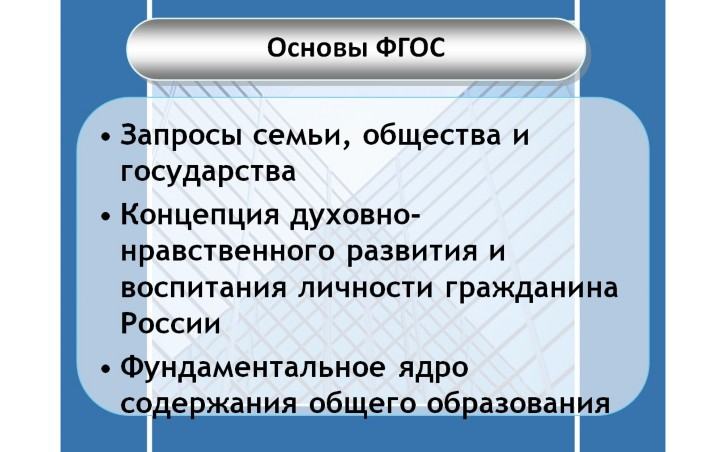 Основы ФГОС
• Запросы семьи, общества и
государства
• Концепция духовно-
нравственного развития и
воспитания личности гражданина
России
• Фундаментальное ядро
содержания общего образования